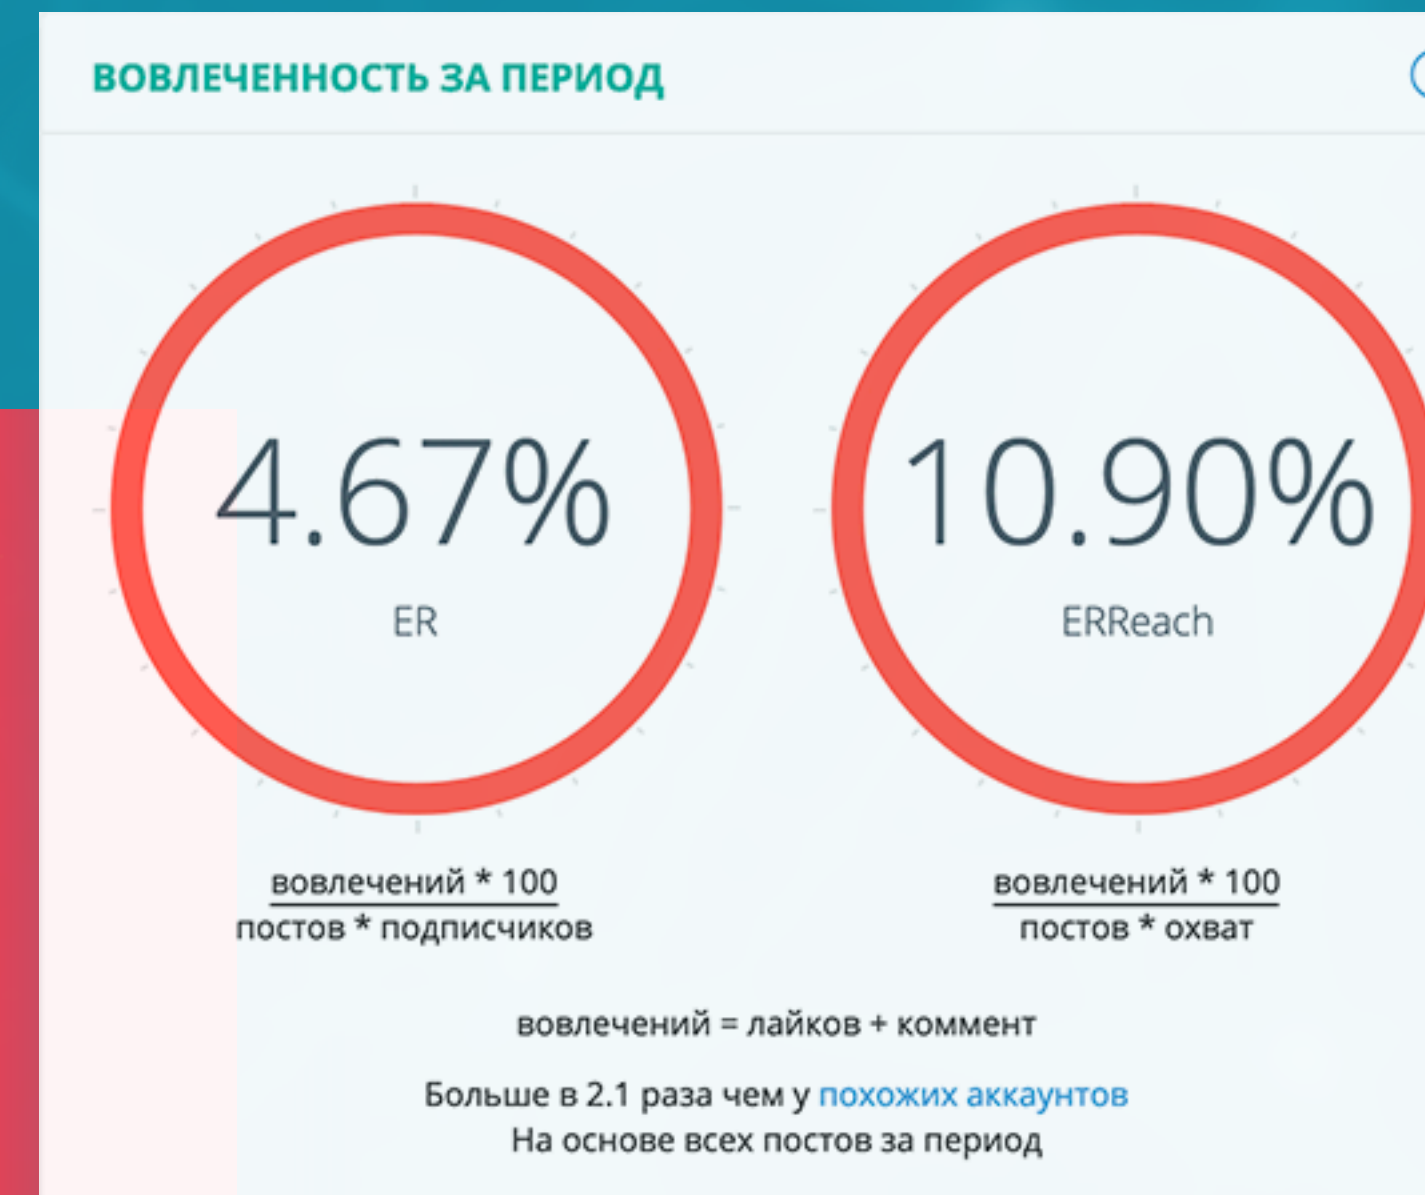 ВОВЛЕЧЕННОСТЬ ЗА ПЕРИОД
4.67%
ER
10.90%
ERReach
вовлечений * 100
постов * подписчиков
вовлечений * 100
постов * охват
вовлечений = лайков + коммент
Больше в 2.1 раза чем у похожих аккаунтов
На основе всех постов за период